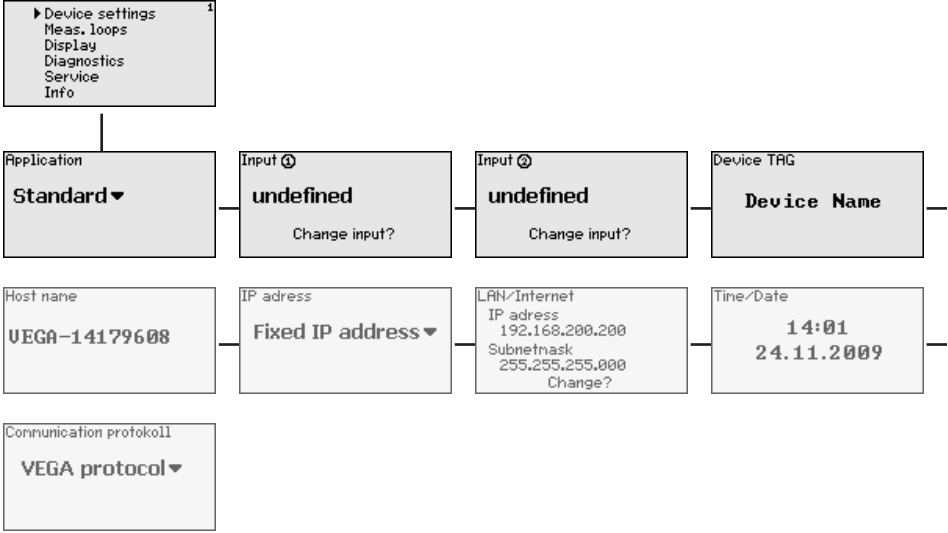 ▶Device settings 1
Meas. loops
Display
Diagnostics
Service
Info
Application
Standard▼
Input ①
undefined
Change input?
Input ②
undefined
Change input?
Device TAG
Device Name
Host name
VEGA-14179608
IP adress
Fixed IP address▼
LAN/Internet
IP adress
192.168.200.200
Subnetmask
255.255.255.000
Change?
Time/Date
14:01
24.11.2009
Communication protokoll
VEGA protocol▼